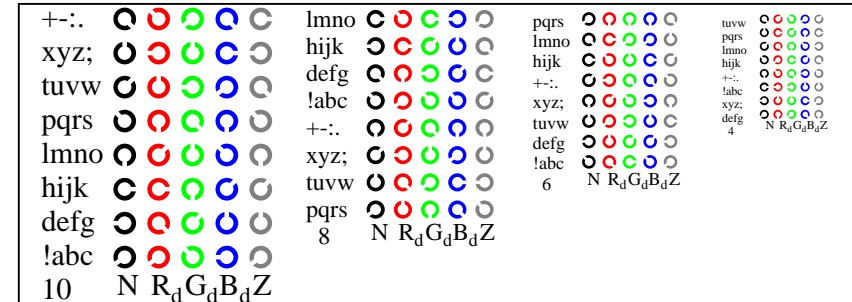 +-:.
xyz;
tuvw
pqrs
lmno
hijk
defg
!abc
10 N RdGdBdZ
lmno
hijk
defg
!abc
+-:.
xyz;
tuvw
pqrs
8 N RdGdBdZ
pqrs
lmno
hijk
+-:.
xyz;
tuvw
defg
!abc
6 N RdGdBdZ
tuvw
pqrs
lmno
hijk
+-:.
!abc
xyz;
defg
4 N RdGdBdZ